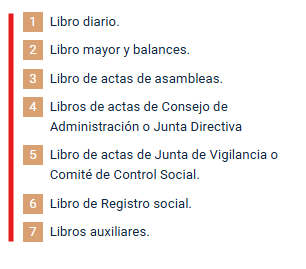 1 Libro diario.
2 Libro mayor y balances.
3 Libro de actas de asambleas.
4 Libros de actas de Consejo de
Administración o Junta Directiva
5 Libro de actas de Junta de Vigilancia o
Comité de Control Social.
6 Libro de Registro social.
7 Libros auxiliares.